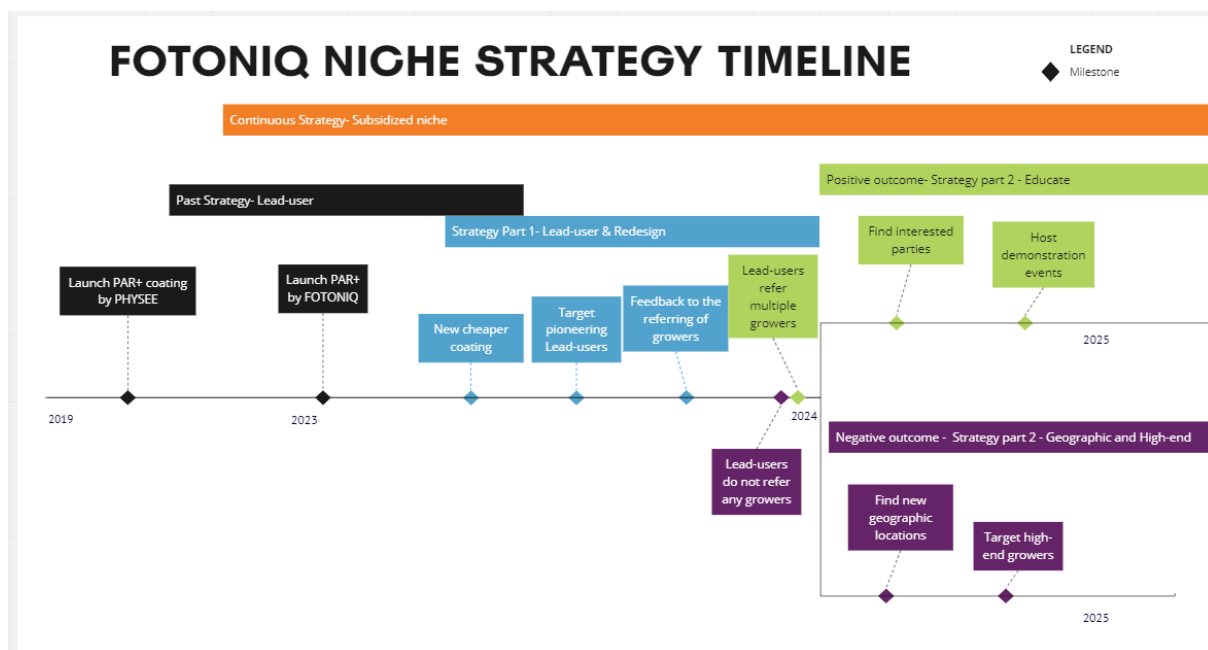 FOTONIQ NICHE STRATEGY TIMELINE
LEGEND
Milestone
Continuous Strategy- Subsidized niche
Positive outcome- Strategy part 2 - Educate
Past Strategy- Lead-user
Strategy Part 1- Lead-user & Redesign
Find interested
parties
Host
demonstration
events
Launch PAR+ coating
by PHYSEE
Launch PAR+
by FOTONIQ
New cheaper
coating
Target
pioneering
Lead-users
Feedback to the
referring of
growers
Lead-users
refer
multiple
growers
2025
2019
2023
2024
Negative outcome - Strategy part 2 - Geographic and High-end
Lead-users
do not refer
any growers
Find new
geographic
locations
Target high-
end growers
2025